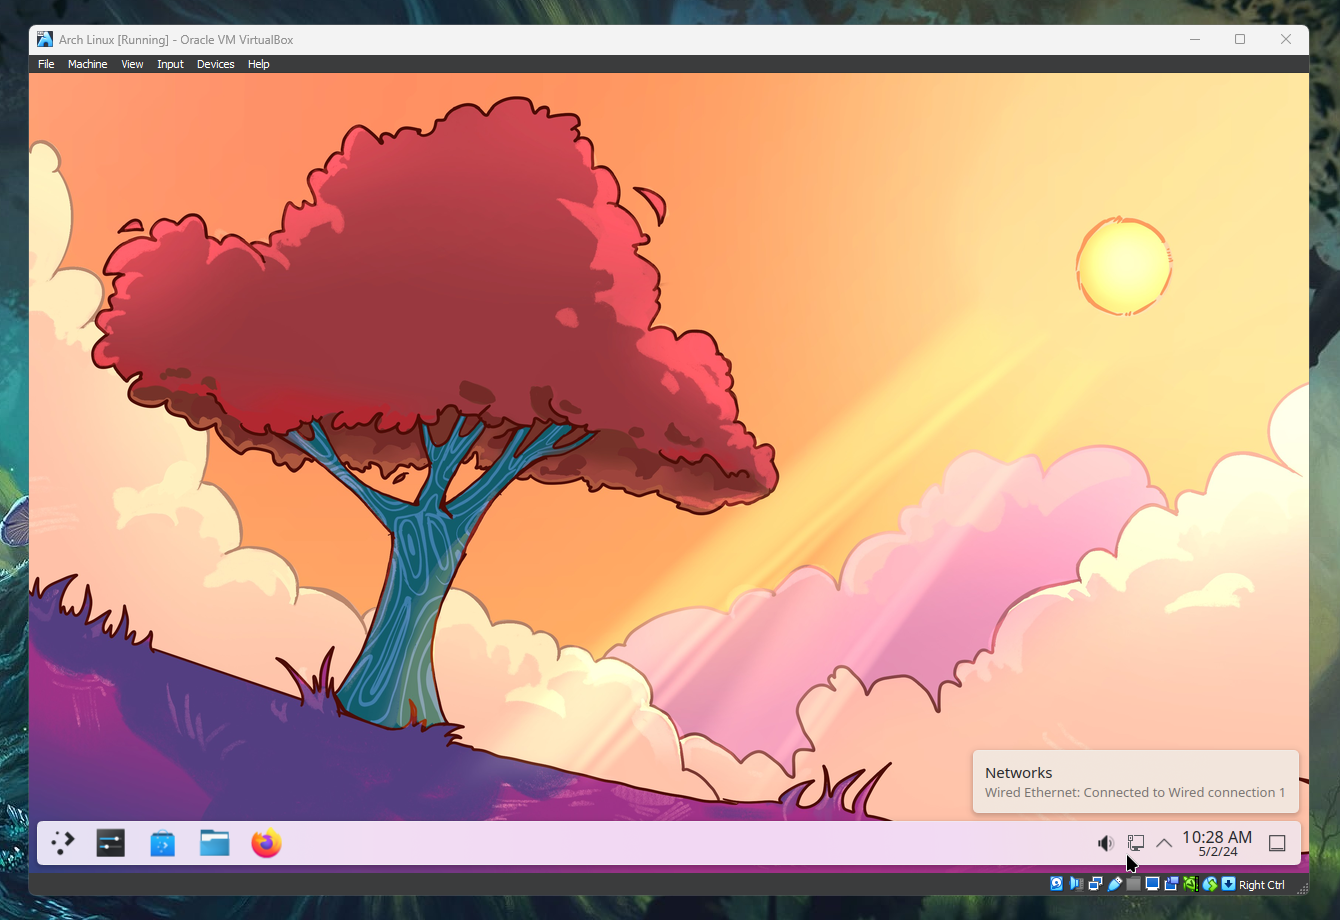 Arch Linux [Running] - Oracle VM VirtualBox
File Machine View Input Devices Help
Networks
Wired Ethernet: Connected to Wired connection 1
10:28 AM
5/2/24
Right Ctrl